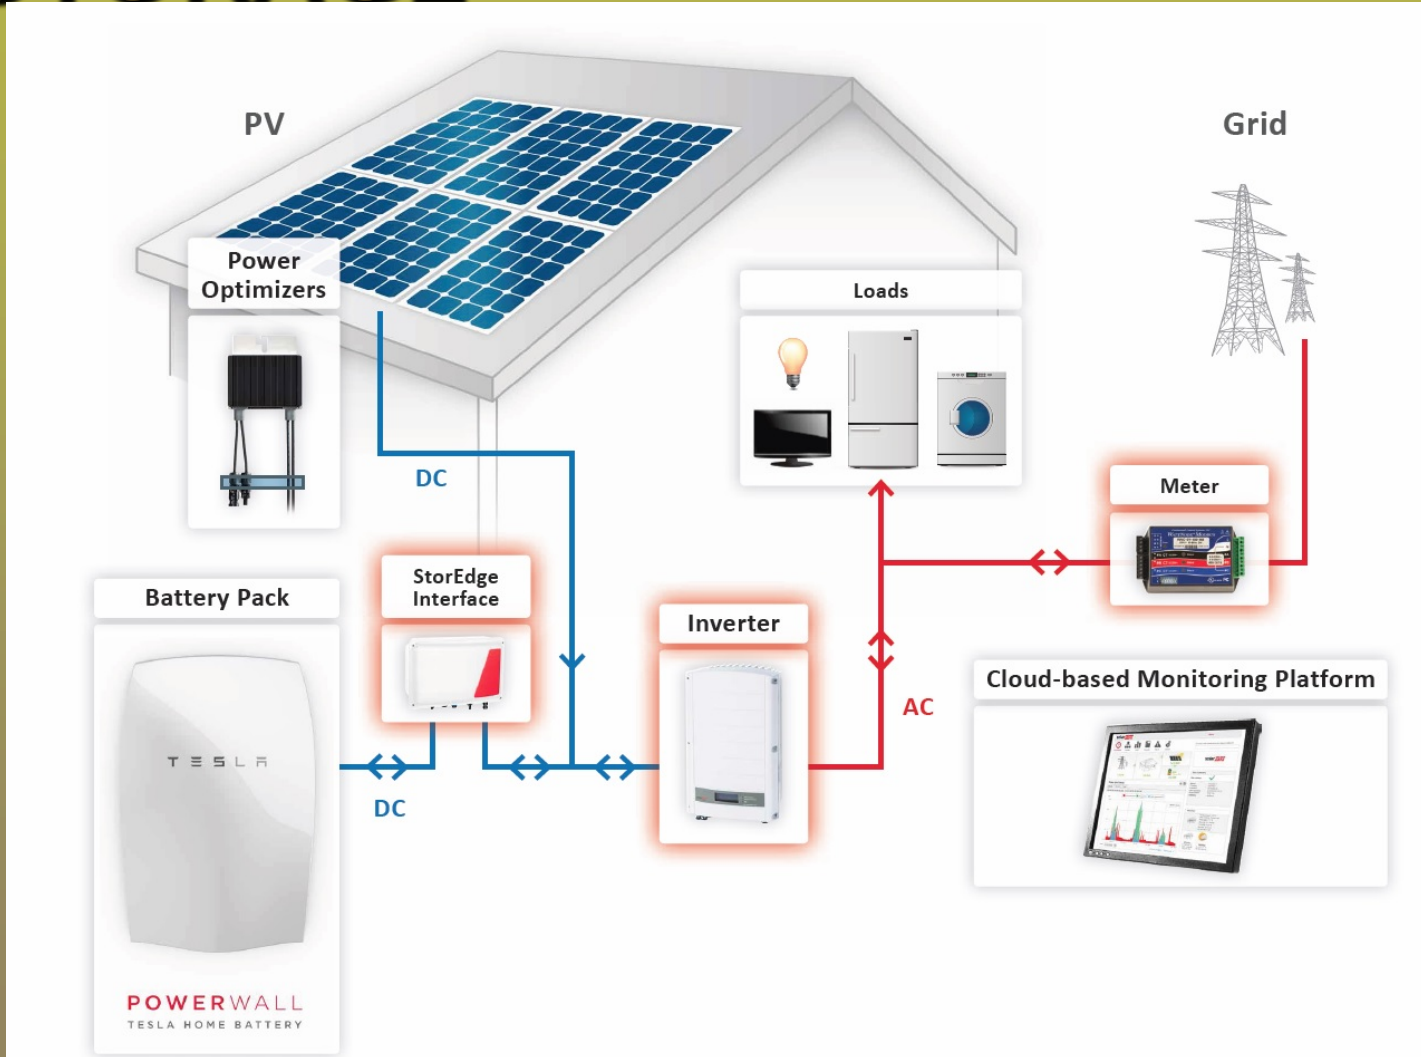 PV
Grid
Power
Optimizers
Loads
DC
Meter
StorEdge
Interface
Battery Pack
Inverter
Cloud-based Monitoring Platform
AC
TESLA
DC
POWERWALL
TESLA HOME BATTERY